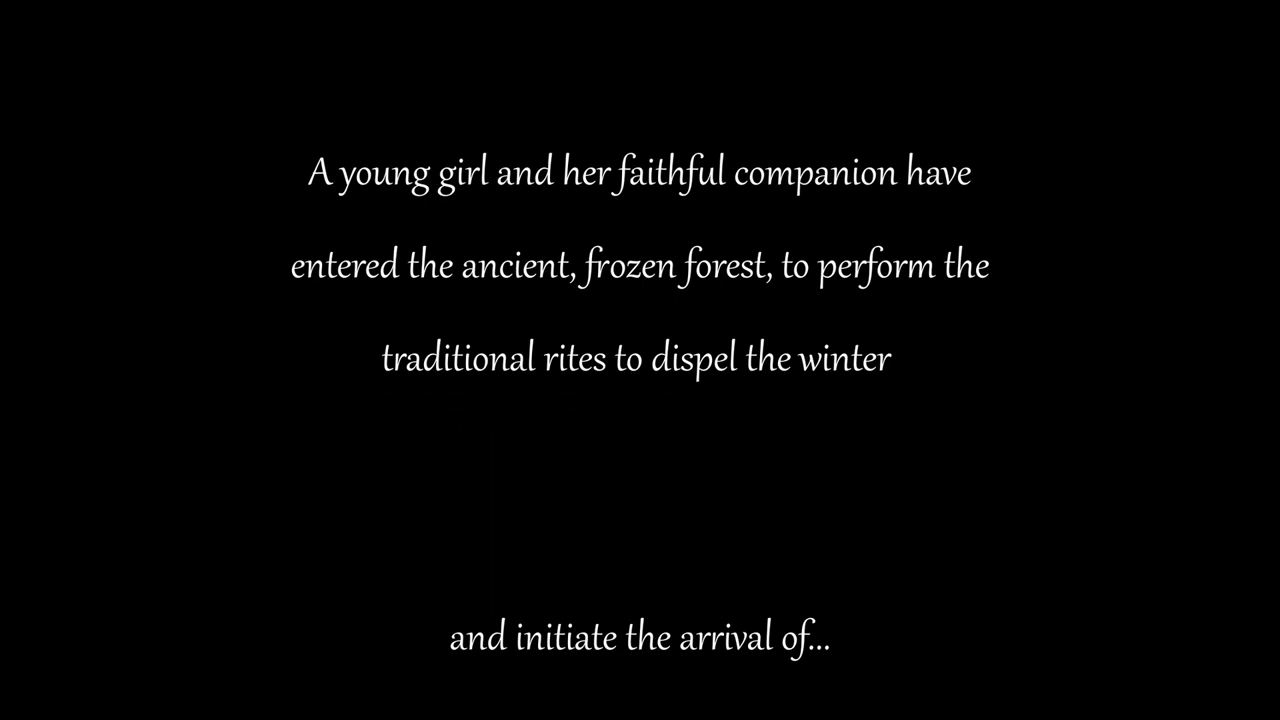 A young girl and her faithful companion have
entered the ancient, frozen forest, to perform the
traditional rites to dispel the winter
and initiate the arrival of...